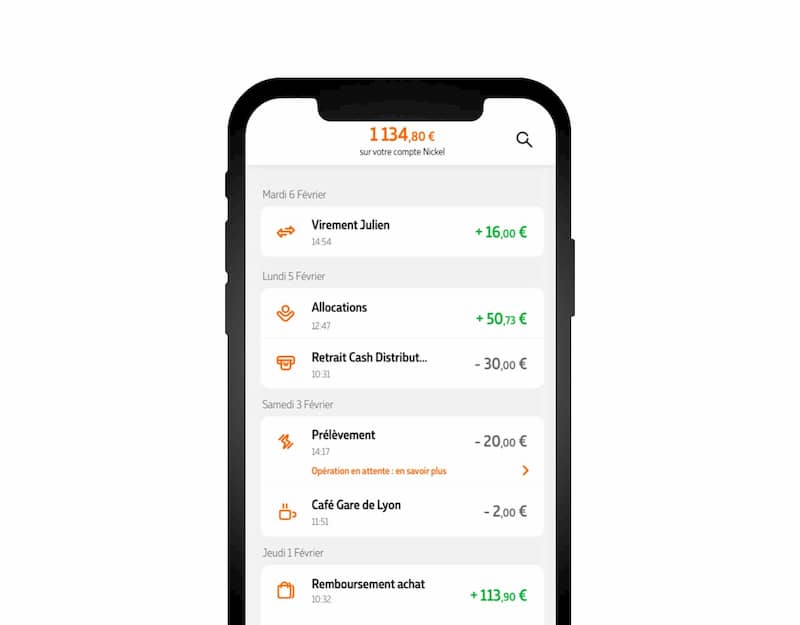 1 134,80 €
sur votre compte Nickel
Mardi 6 Février
Virement Julien
+ 16,00 €
14:54
Lundi 5 Février
Allocations
+ 50,73 €
12:47
Retrait Cash Distribut...
- 30,00 €
10:31
Samedi 3 Février
Prélèvement
- 20,00 €
14:17
Opération en attente : en savoir plus
Café Gare de Lyon
- 2,00 €
11:51
Jeudi 1 Février
Remboursement achat
+ 113,90 €
10:32